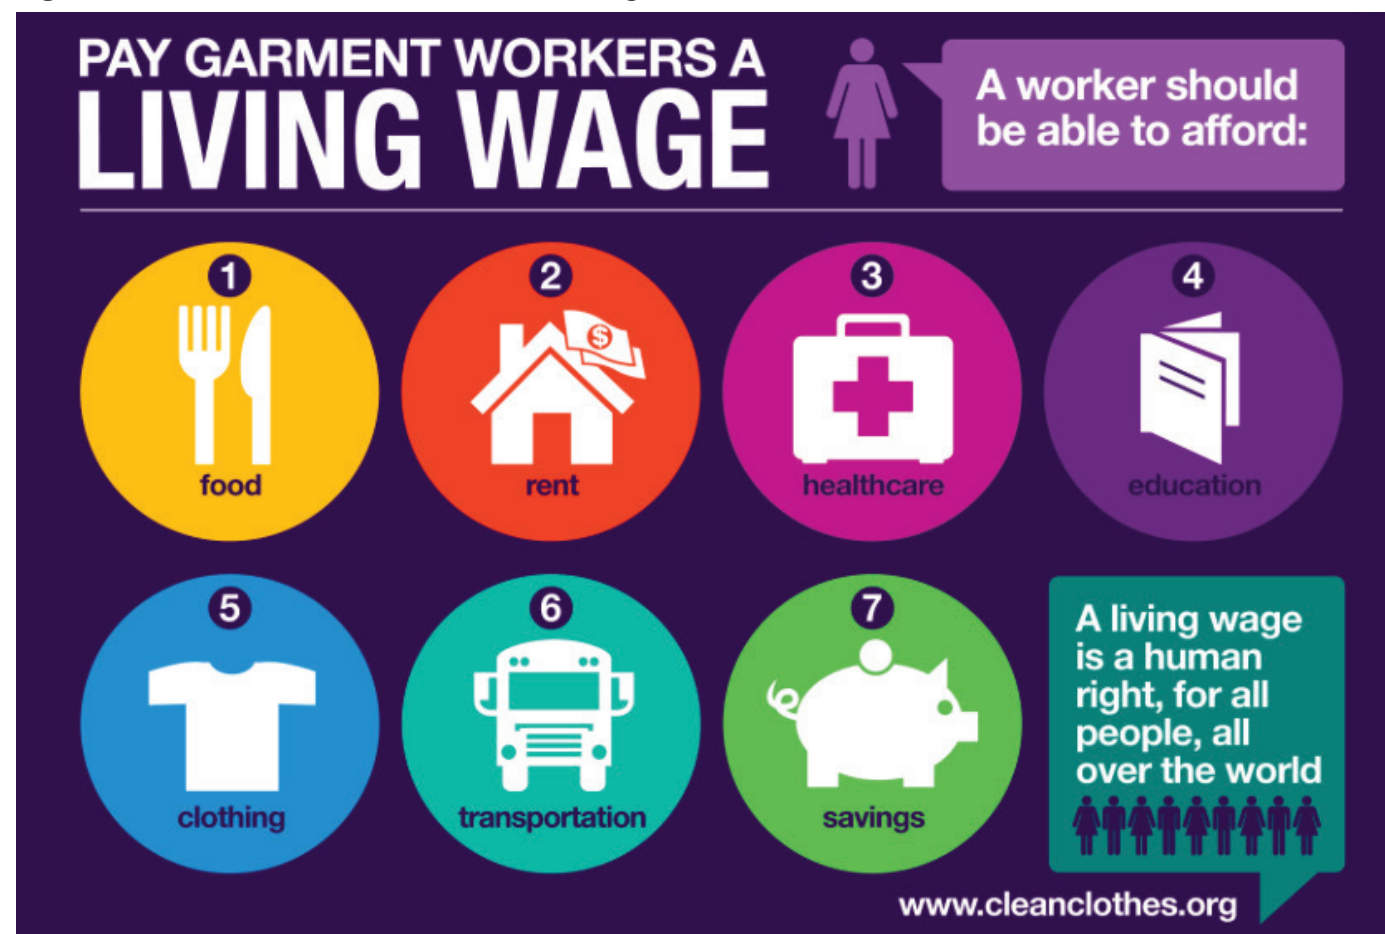 PAY GARMENT WORKERS A
LIVING WAGE
A worker should
be able to afford:
1
food
2
$
rent
3
healthcare
4
education
5
clothing
6
transportation
7
savings
A living wage
is a human
right, for all
people, all
over the world
www.cleanclothes.org